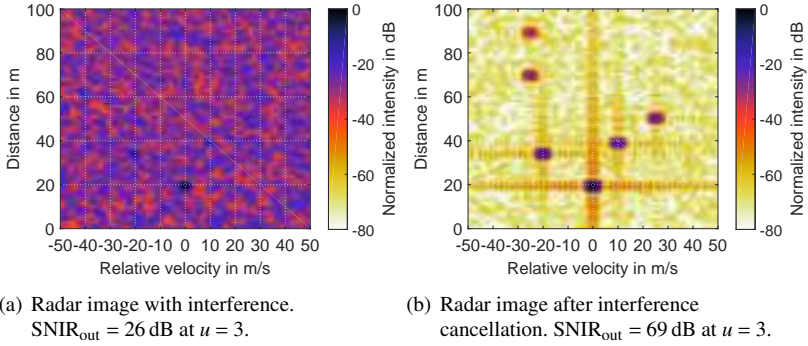 100
80
60
40
20
0
Distance in m
-50-40-30-20-10 0 10 20 30 40 50
Relative velocity in m/s
0
-20
-40
-60
-80
Normalized intensity in dB
100
80
60
40
20
0
Distance in m
-50-40-30-20-10 0 10 20 30 40 50
Relative velocity in m/s
0
-20
-40
-60
-80
Normalized intensity in dB
(a) Radar image with interference.
SNIRout = 26 dB at u = 3.
(b) Radar image after interference
cancellation. SNIRout = 69 dB at u = 3.